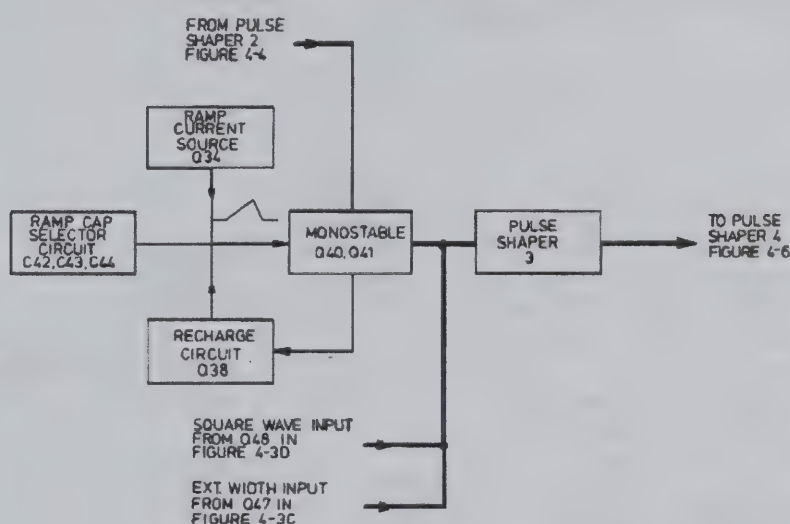 FROM PULSE
SHAPER 2
FIGURE 4-4
RAMP
CURRENT
SOURCE
Q34
RAMP CAP
SELECTOR
CIRCUIT
C42,C43,C44
MONOSTABLE
Q40,Q41
PULSE
SHAPER
3
TO PULSE
SHAPER 4
FIGURE 4-6
RECHARGE
CIRCUIT
Q38
SQUARE WAVE INPUT
FROM Q48 IN
FIGURE 4-3D
EXT. WIDTH INPUT
FROM Q47 IN
FIGURE 4-3C